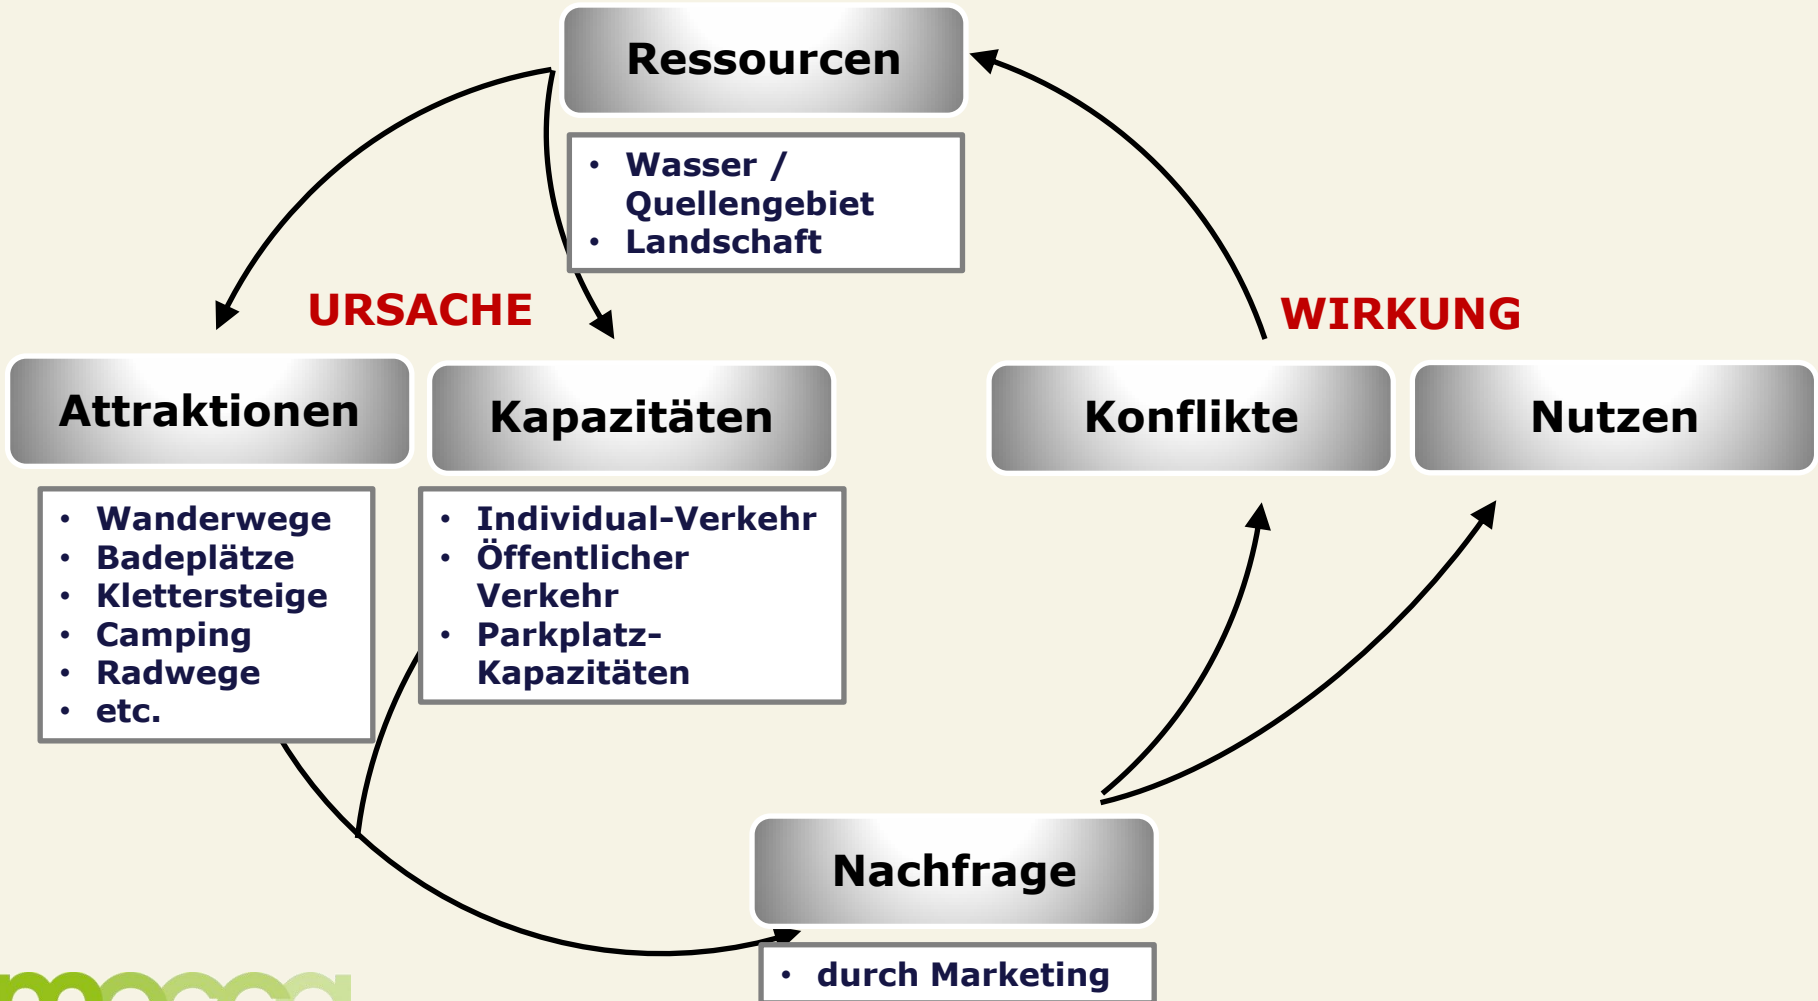 Ressourcen
• Wasser /
Quellengebiet
• Landschaft
URSACHE
WIRKUNG
Attraktionen
Kapazitäten
Konflikte
Nutzen
• Wanderwege
• Badeplätze
• Klettersteige
• Camping
• Radwege
• etc.
• Individual-Verkehr
• Öffentlicher
Verkehr
• Parkplatz-
Kapazitäten
Nachfrage
• durch Marketing